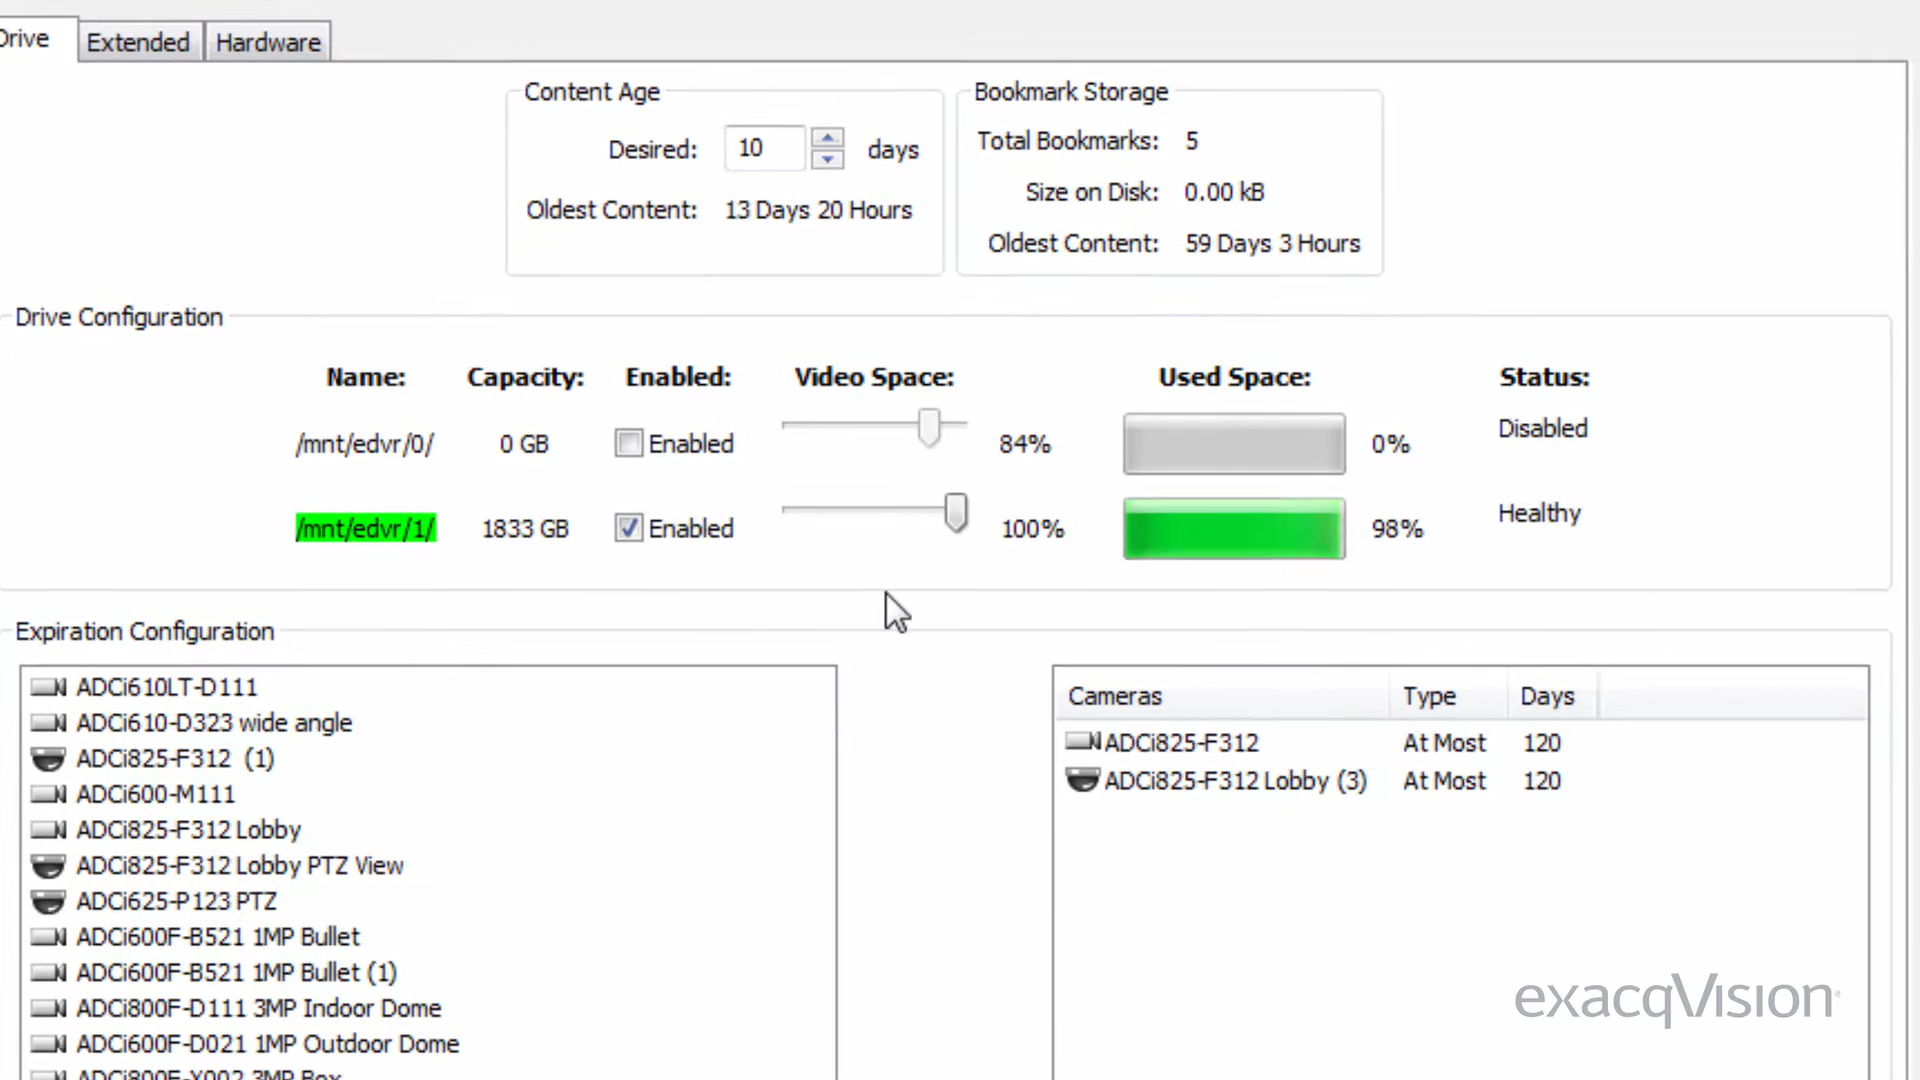 Drive Extended Hardware
Content Age
Desired: 10 days
Oldest Content: 13 Days 20 Hours
Bookmark Storage
Total Bookmarks: 5
Size on Disk: 0.00 kB
Oldest Content: 59 Days 3 Hours
Drive Configuration
Name: Capacity: Enabled: Video Space: Used Space: Status:
/mnt/edvr/0/ 0 GB Enabled 84% 0% Disabled
/mnt/edvr/1/ 1833 GB Enabled 100% 98% Healthy
Expiration Configuration
ADCi610LT-D111
ADCi610-D323 wide angle
ADCi825-F312 (1)
ADCi600-M111
ADCi825-F312 Lobby
ADCi825-F312 Lobby PTZ View
ADCi625-P123 PTZ
ADCi600F-B521 1MP Bullet
ADCi600F-B521 1MP Bullet (1)
ADCi800F-D111 3MP Indoor Dome
ADCi600F-D021 1MP Outdoor Dome
ADCi800F-X002 3MP Box
Cameras Type Days
ADCi825-F312 At Most 120
ADCi825-F312 Lobby (3) At Most 120
exacqVision